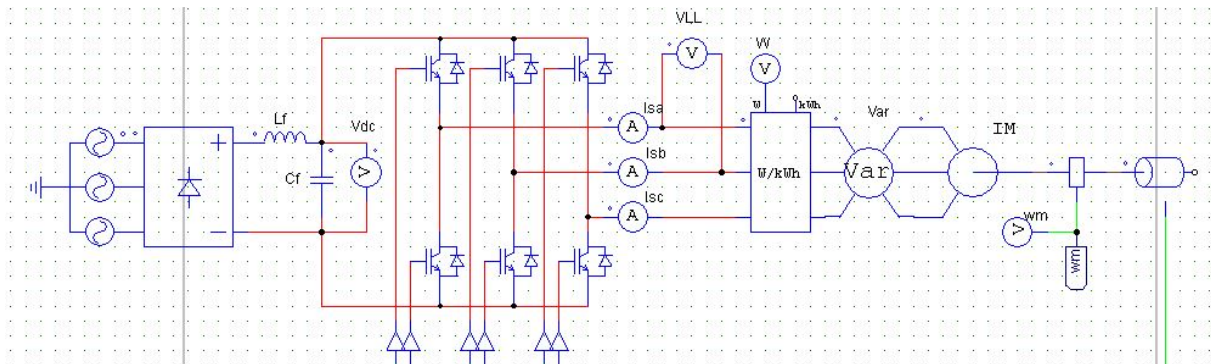 VLL
W
V
V
W
kWh
Isa
A
Var
IM
Lf
Vdc
+
Isb
A
V
Cf
W/kWh
Var
Isc
A
−
wm
V
wm